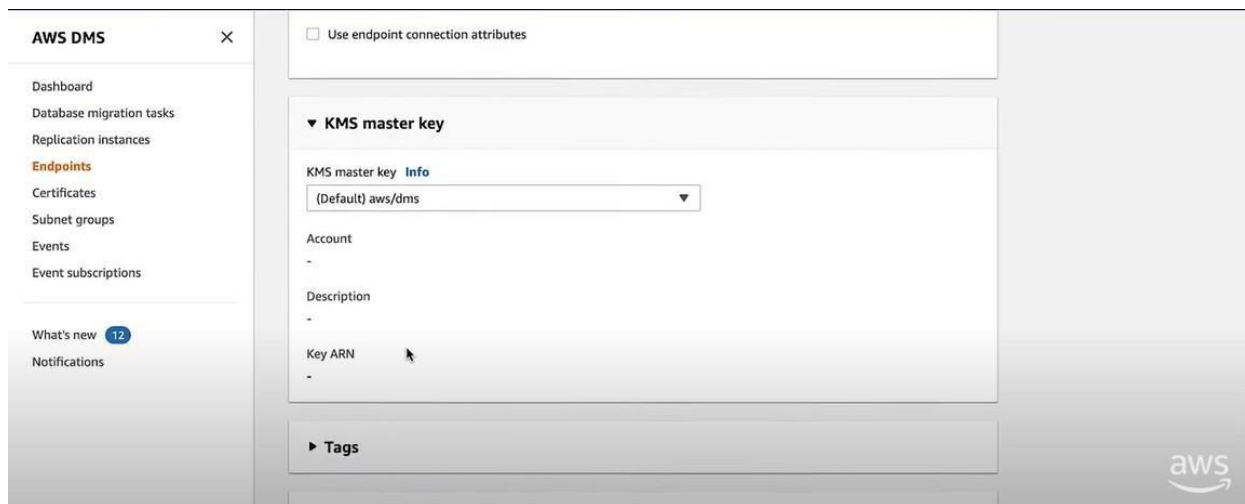 AWS DMS
Dashboard
Database migration tasks
Replication instances
Endpoints
Certificates
Subnet groups
Events
Event subscriptions
What's new 12
Notifications
Use endpoint connection attributes
KMS master key
KMS master key Info
(Default) aws/dms
Account
-
Description
-
Key ARN
-
Tags
aws